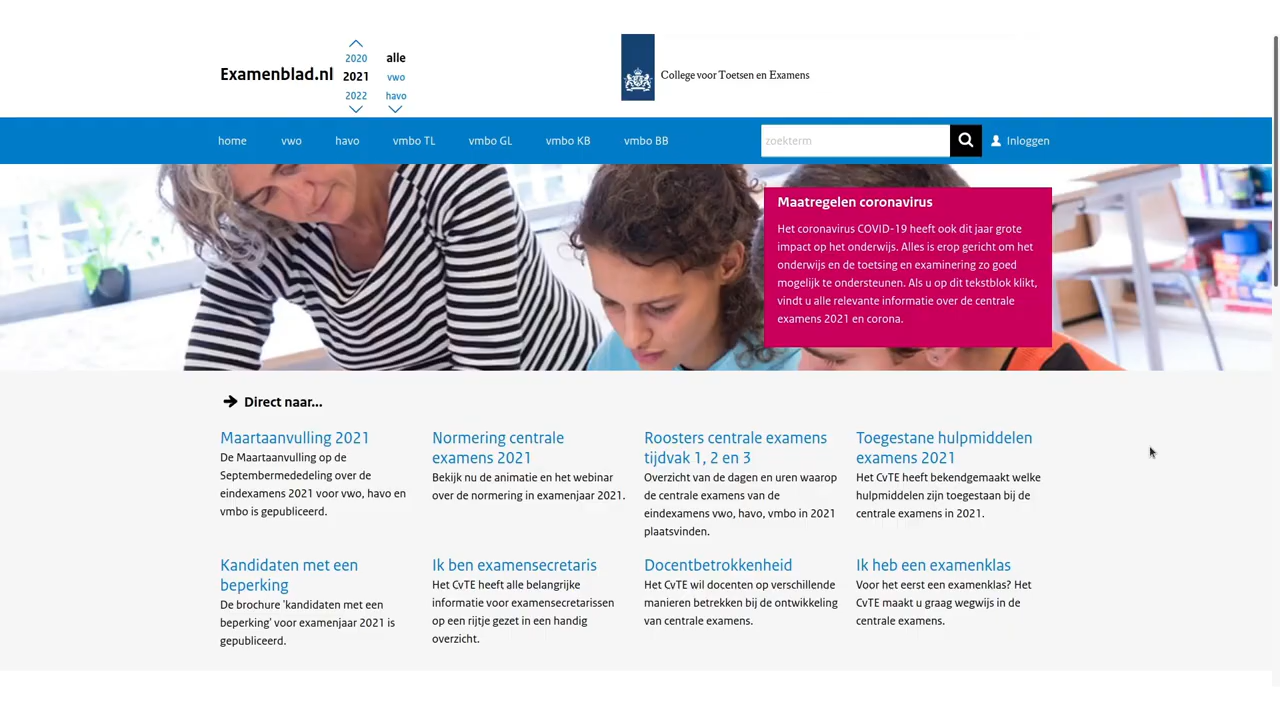 Examenblad.nl
2020
2021
2022
alle
vwo
havo
College voor Toetsen en Examens
home
vwo
havo
vmbo TL
vmbo GL
vmbo KB
vmbo BB
zoekterm
Inloggen
Maatregelen coronavirus
Het coronavirus COVID-19 heeft ook dit jaar grote
impact op het onderwijs. Alles is erop gericht om het
onderwijs en de toetsing en examinering zo goed
mogelijk te ondersteunen. Als u op dit tekstblok klikt,
vindt u alle relevante informatie over de centrale
examens 2021 en corona.
Direct naar...
Maartaanvulling 2021
De Maartaanvulling op de
Septembermededeling over de
eindexamens 2021 voor vwo, havo en
vmbo is gepubliceerd.
Normering centrale
examens 2021
Bekijk nu de animatie en het webinar
over de normering in examenjaar 2021.
Roosters centrale examens
tijdvak 1, 2 en 3
Overzicht van de dagen en uren waarop
de centrale examens van de
eindexamens vwo, havo, vmbo in 2021
plaatsvinden.
Toegestane hulpmiddelen
examens 2021
Het CvTE heeft bekendgemaakt welke
hulpmiddelen zijn toegestaan bij de
centrale examens in 2021.
Kandidaten met een
beperking
De brochure 'kandidaten met een
beperking' voor examenjaar 2021 is
gepubliceerd.
Ik ben examensecretaris
Het CvTE heeft alle belangrijke
informatie voor examensecretarissen
op een rijtje gezet in een handig
overzicht.
Docentbetrokkenheid
Het CvTE wil docenten op verschillende
manieren betrekken bij de ontwikkeling
van centrale examens.
Ik heb een examenklas
Voor het eerst een examenklas? Het
CvTE maakt u graag wegwijs in de
centrale examens.